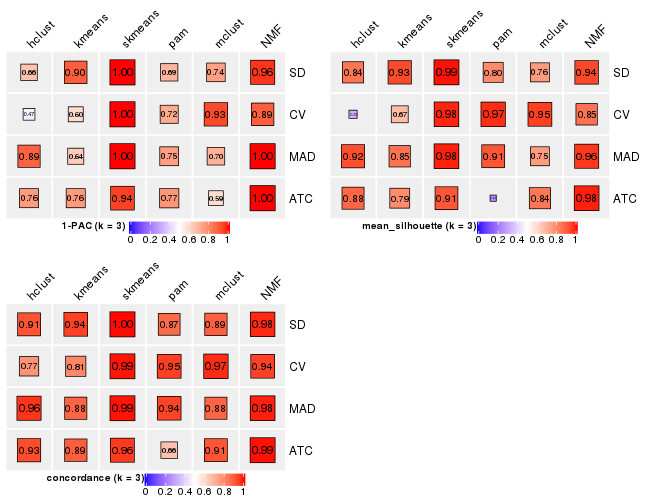 hclust kmeans skmeans pam mclust NMF
0.66 0.90 1.00 0.69 0.74 0.96 SD
0.47 0.60 1.00 0.72 0.93 0.89 CV
0.89 0.64 1.00 0.75 0.70 1.00 MAD
0.76 0.76 0.94 0.77 0.59 1.00 ATC
1-PAC (k = 3)
0 0.2 0.4 0.6 0.8 1
hclust kmeans skmeans pam mclust NMF
0.84 0.93 0.99 0.80 0.76 0.94 SD
0.67 0.98 0.97 0.95 0.85 CV
0.92 0.85 0.98 0.91 0.75 0.96 MAD
0.88 0.79 0.91 0.84 0.98 ATC
mean_silhouette (k = 3)
0 0.2 0.4 0.6 0.8 1
hclust kmeans skmeans pam mclust NMF
0.91 0.94 1.00 0.87 0.89 0.98 SD
0.77 0.81 0.99 0.95 0.97 0.94 CV
0.96 0.88 0.99 0.94 0.88 0.98 MAD
0.93 0.89 0.96 0.66 0.91 0.99 ATC
concordance (k = 3)
0 0.2 0.4 0.6 0.8 1